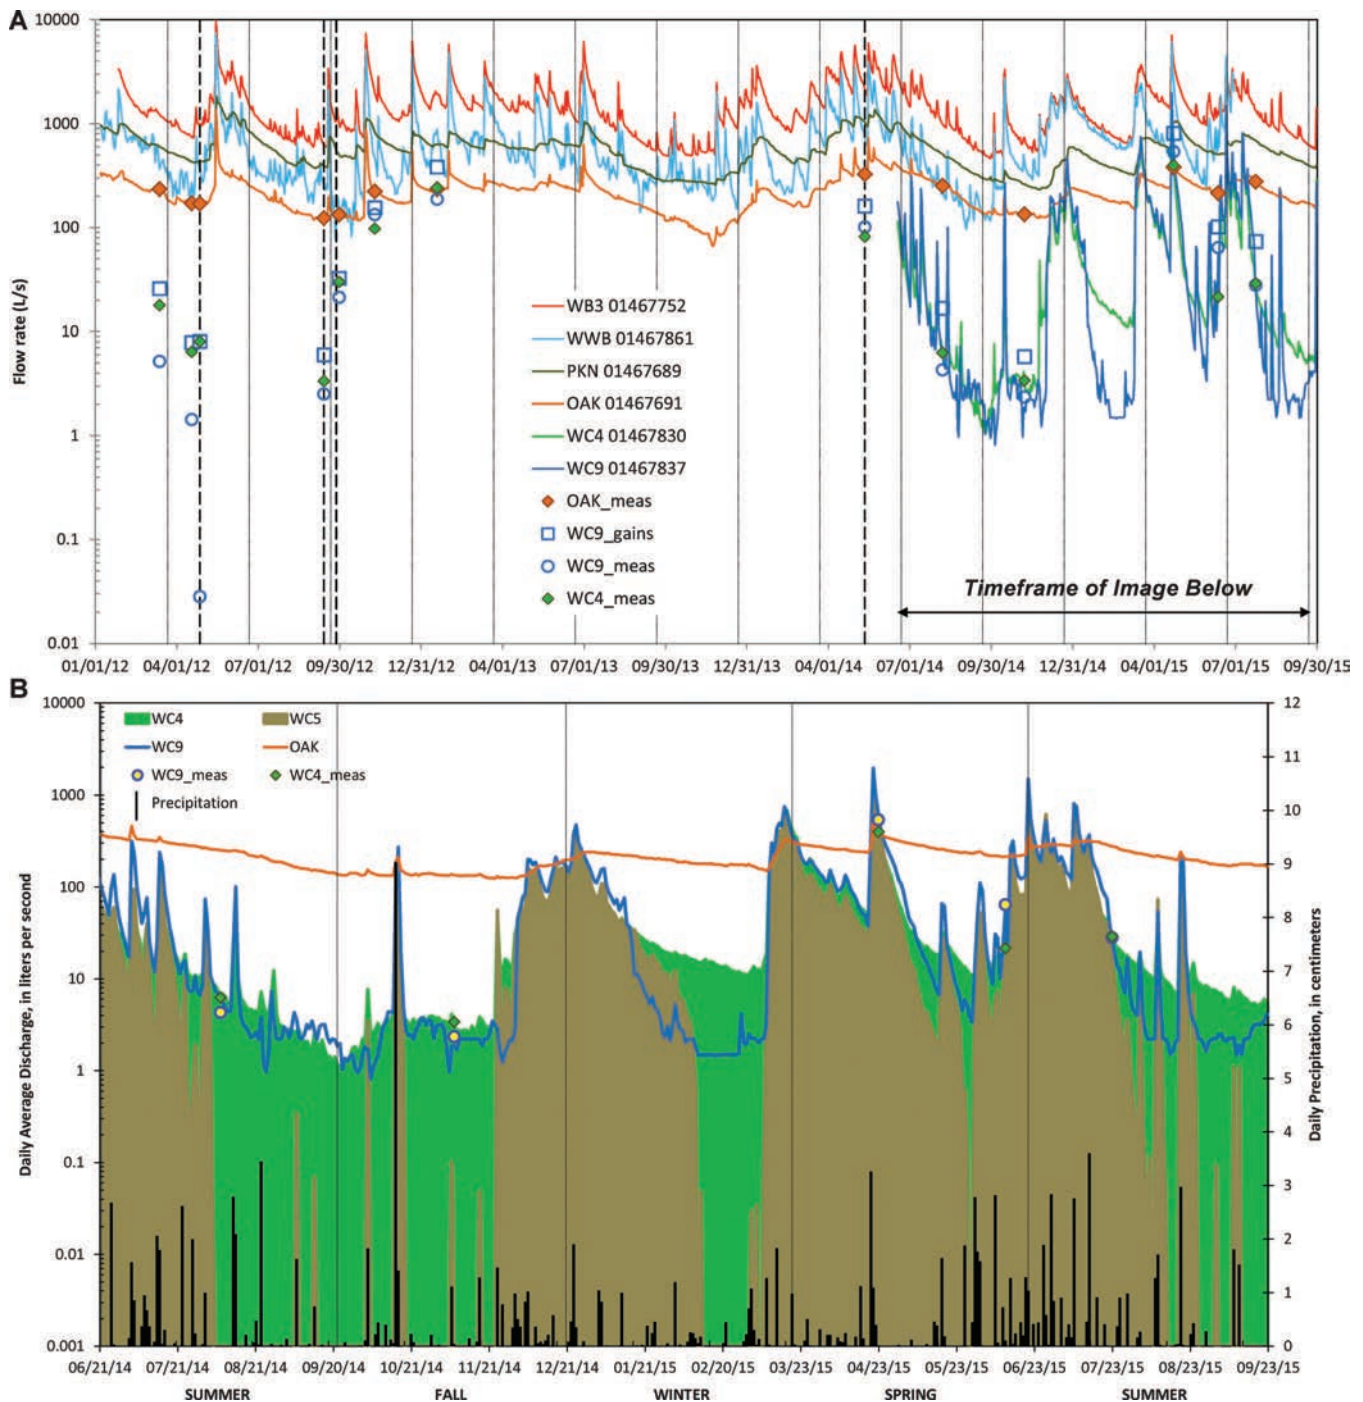 A
10000
1000
100
10
1
0.1
0.01
Flow rate (L/s)
WB3 01467752
WWB 01467861
PKN 01467689
OAK 01467691
WC4 01467830
WC9 01467837
OAK_meas
WC9_gains
WC9_meas
WC4_meas
Timeframe of Image Below
01/01/12 04/01/12 07/01/12 09/30/12 12/31/12 04/01/13 07/01/13 09/30/13 12/31/13 04/01/14 07/01/14 09/30/14 12/31/14 04/01/15 07/01/15 09/30/15
B
10000
1000
100
10
1
0.1
0.01
0.001
Daily Average Discharge, in liters per second
WC4 WC5
WC9 OAK
WC9_meas WC4_meas
Precipitation
12
11
10
9
8
7
6
5
4
3
2
1
0
Daily Precipitation, in centimeters
06/21/14 07/21/14 08/21/14 09/20/14 10/21/14 11/21/14 12/21/14 01/21/15 02/20/15 03/23/15 04/23/15 05/23/15 06/23/15 07/23/15 08/23/15 09/23/15
SUMMER FALL WINTER SPRING SUMMER